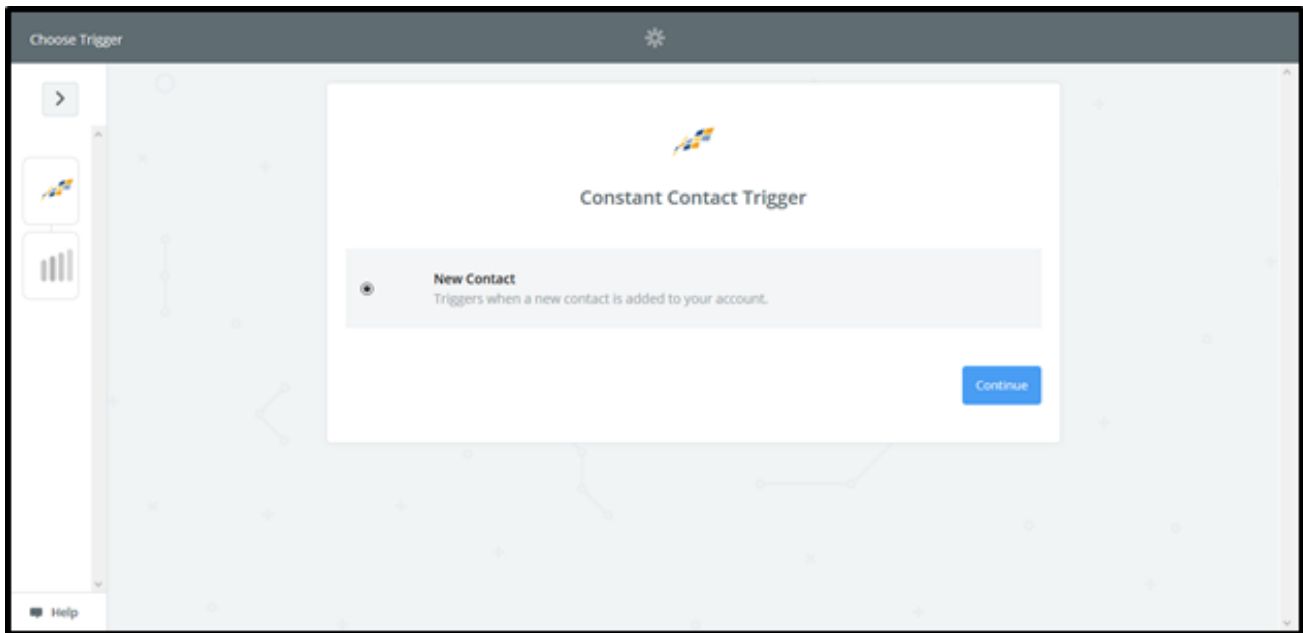 Choose Trigger
Constant Contact Trigger
New Contact
Triggers when a new contact is added to your account.
Continue
Help